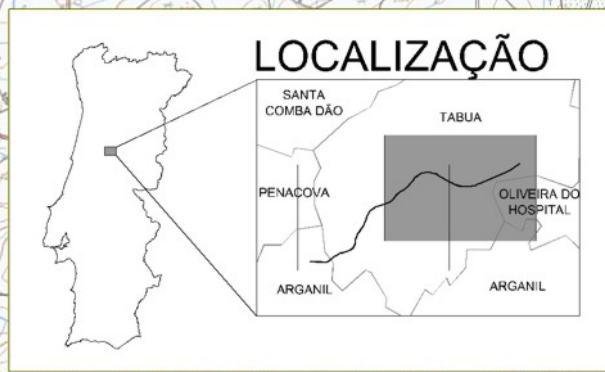 LOCALIZAÇÃO
SANTA
COMBA DÃO
TABUA
PENACOVA
OLIVEIRA DO
HOSPITAL
ARGANIL
ARGANIL